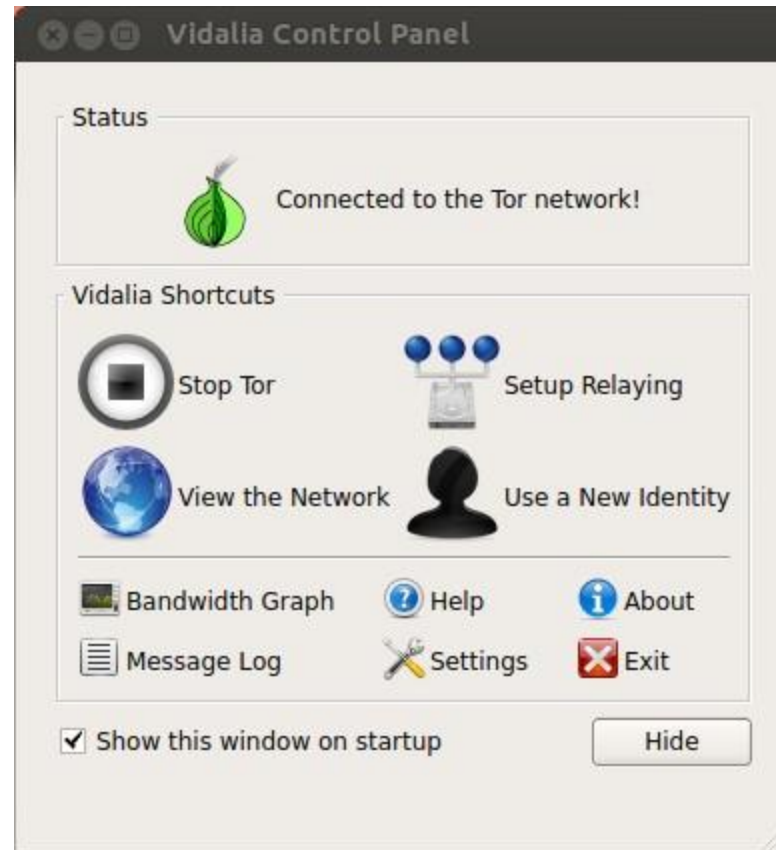 Vidalia Control Panel
Status
Connected to the Tor network!
Vidalia Shortcuts
Stop Tor
Setup Relaying
View the Network
Use a New Identity
Bandwidth Graph
Help
About
Message Log
Settings
Exit
Show this window on startup
Hide